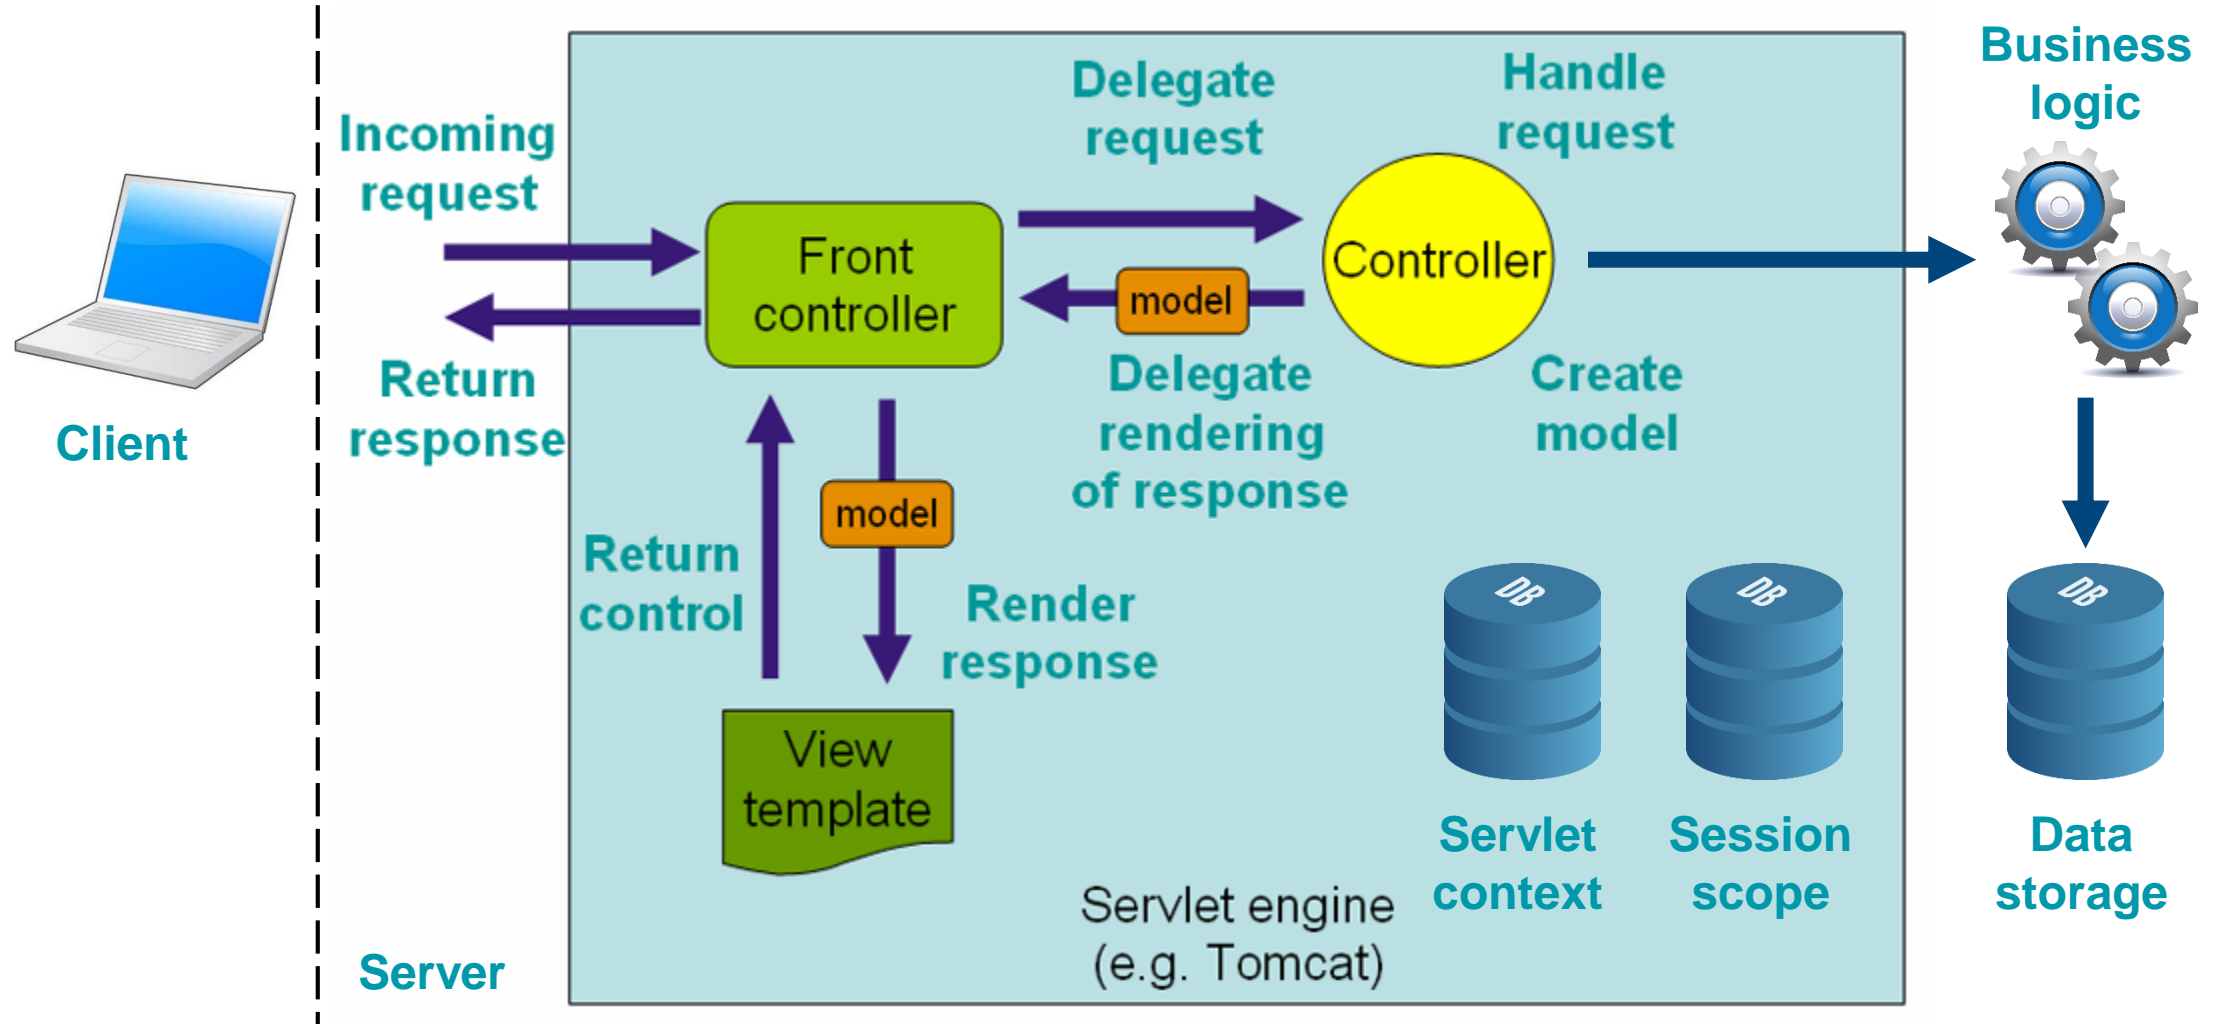 Business
logic
Delegate
request
Handle
request
Incoming
request
Front
controller
Controller
model
Return
response
Client
Delegate
rendering
of response
Create
model
model
Return
control
Render
response
DB
DB
DB
View
template
Servlet
context
Session
scope
Data
storage
Servlet engine
(e.g. Tomcat)
Server